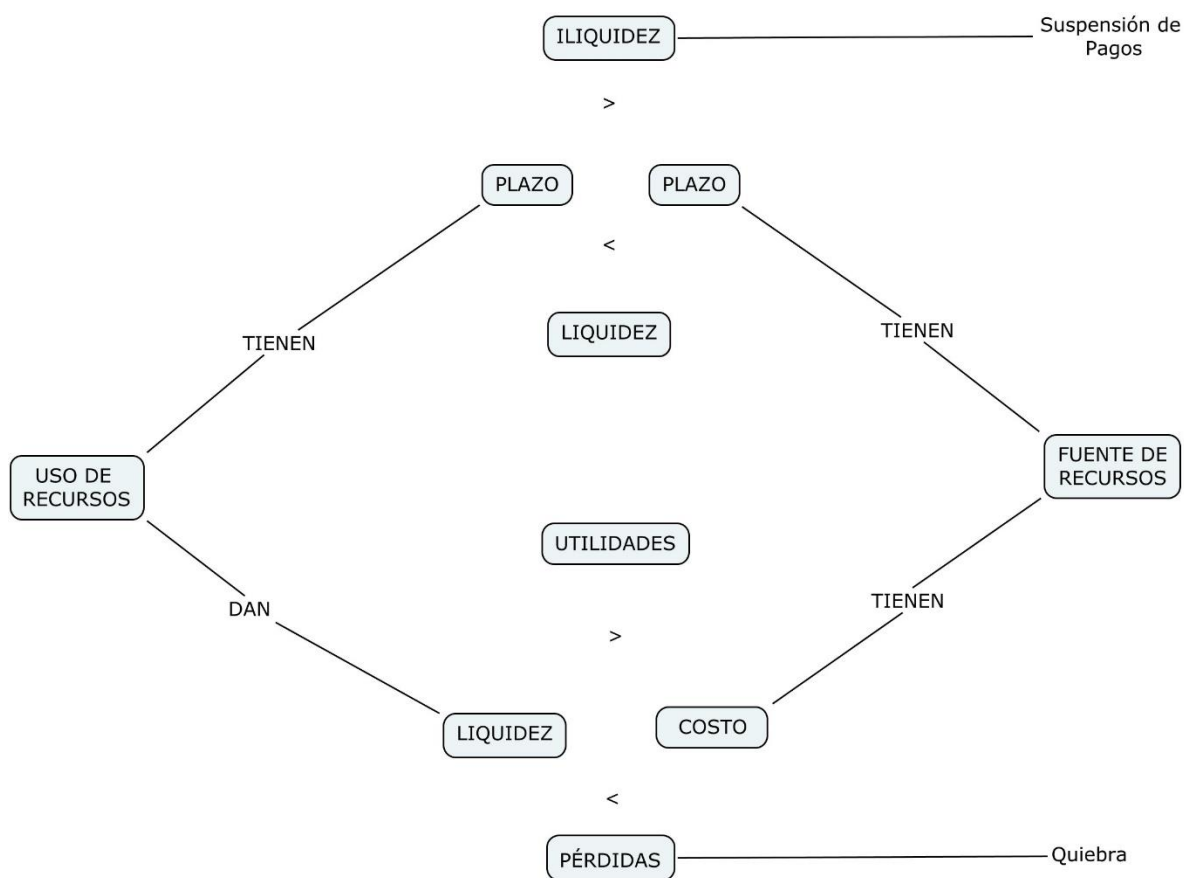 ILIQUIDEZ
Suspensión de
Pagos
>
PLAZO
PLAZO
<
TIENEN
LIQUIDEZ
TIENEN
USO DE
RECURSOS
FUENTE DE
RECURSOS
UTILIDADES
DAN
TIENEN
>
LIQUIDEZ
COSTO
<
PÉRDIDAS
Quiebra